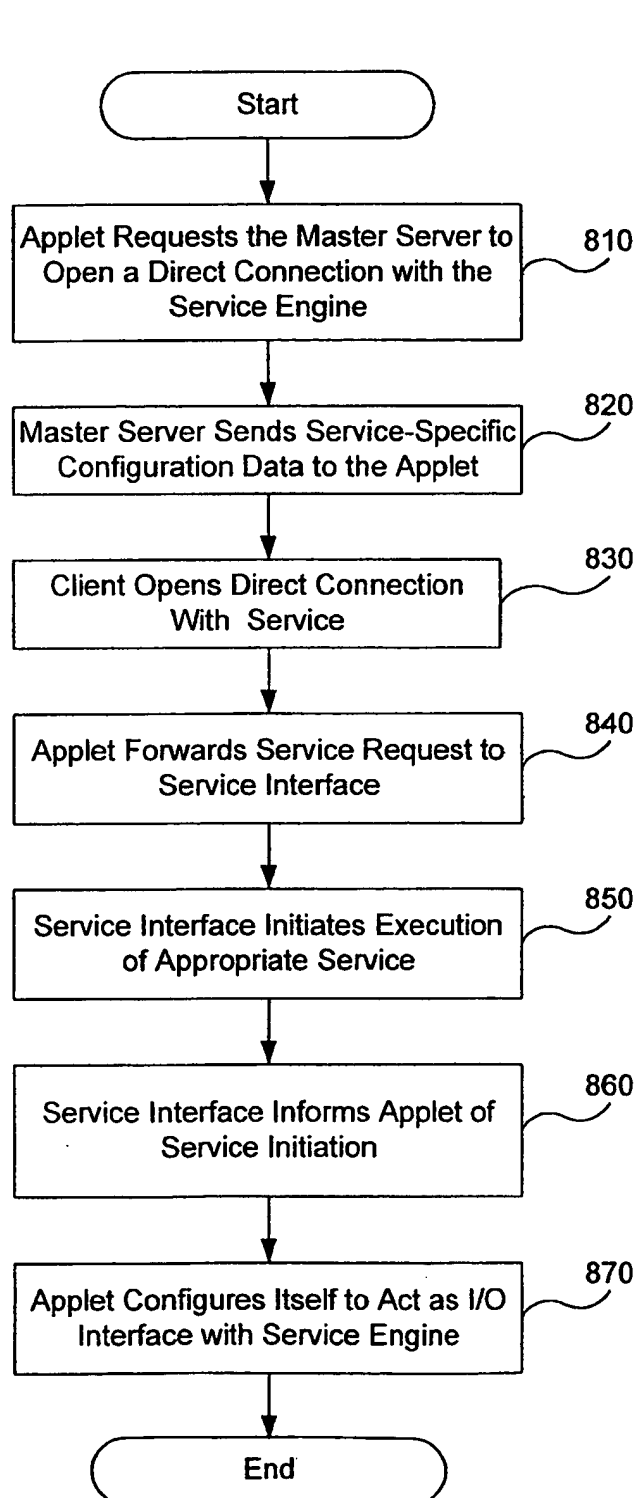 Start
Applet Requests the Master Server to
Open a Direct Connection with the
Service Engine
810
Master Server Sends Service-Specific
Configuration Data to the Applet
820
Client Opens Direct Connection
With Service
830
Applet Forwards Service Request to
Service Interface
840
Service Interface Initiates Execution
of Appropriate Service
850
Service Interface Informs Applet of
Service Initiation
860
Applet Configures Itself to Act as I/O
Interface with Service Engine
870
End